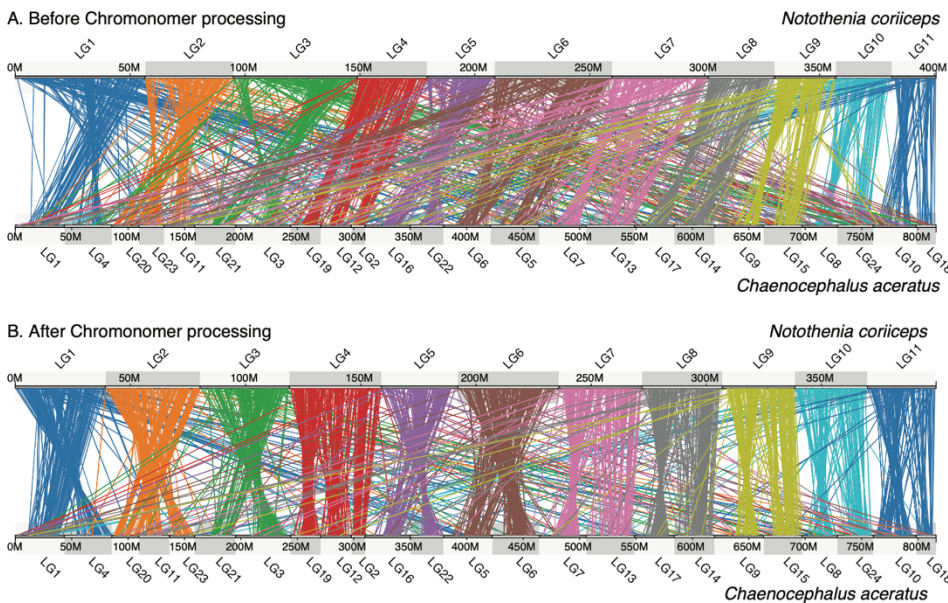 A. Before Chromonomer processing Notothenia coriiceps
LG1 LG2 LG3 LG4 LG5 LG6 LG7 LG8 LG9 LG10 LG11
0M 50M 100M 150M 200M 250M 300M 350M 400M
0M 50M 100M 150M 200M 250M 300M 350M 400M 450M 500M 550M 600M 650M 700M 750M 800M
LG1 LG4 LG20 LG23 LG11 LG21 LG3 LG19 LG12 LG2 LG16 LG22 LG6 LG5 LG7 LG13 LG17 LG14 LG9 LG15 LG8 LG24 LG10 LG18
Chaenocephalus aceratus
B. After Chromonomer processing Notothenia coriiceps
LG1 LG2 LG3 LG4 LG5 LG6 LG7 LG8 LG9 LG10 LG11
0M 50M 100M 150M 200M 250M 300M 350M
0M 50M 100M 150M 200M 250M 300M 350M 400M 450M 500M 550M 600M 650M 700M 750M 800M
LG1 LG4 LG20 LG11 LG23 LG21 LG3 LG19 LG12 LG2 LG16 LG22 LG5 LG6 LG7 LG13 LG17 LG14 LG9 LG15 LG8 LG24 LG10 LG18
Chaenocephalus aceratus